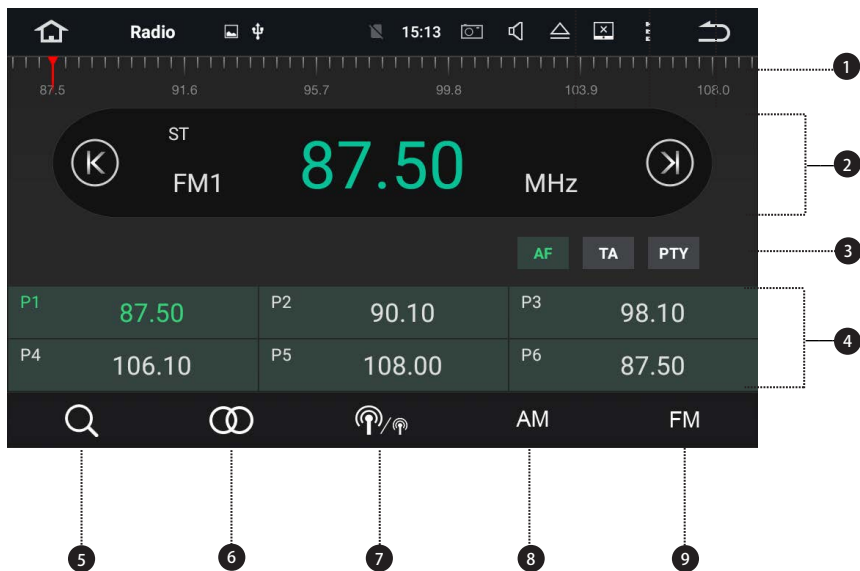 Radio 15:13
1
87.5 91.6 95.7 99.8 103.9 108.0
ST
FM1 87.50 MHz
2
AF TA PTY
3
P1 87.50 P2 90.10 P3 98.10
4
P4 106.10 P5 108.00 P6 87.50
AM FM
5 6 7 8 9